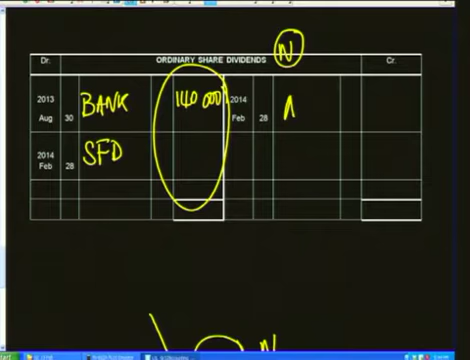 N
Dr. ORDINARY SHARE DIVIDENDS Cr.
2013 BANK 140 000 2014
Aug 30 Feb 28
2014 SFD
Feb 28
N